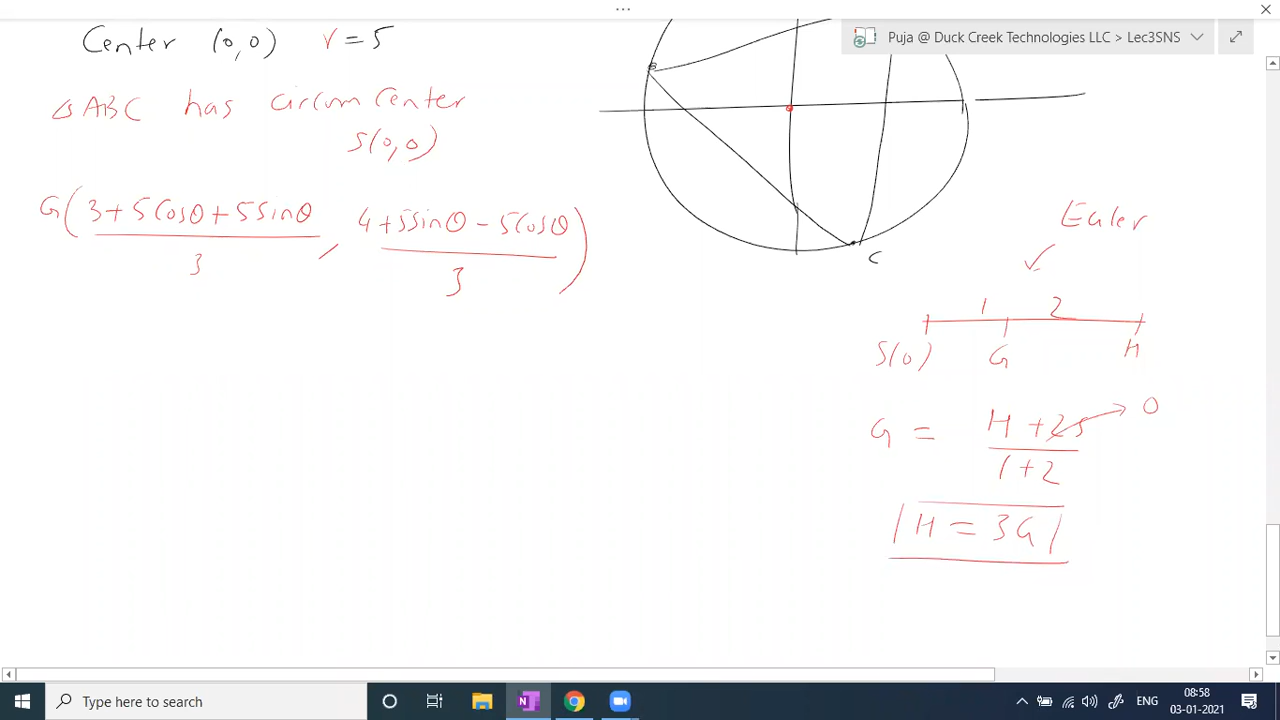 ...
Puja @ Duck Creek Technologies LLC > Lec3SNS
Center (0,0) r = 5
B
△ABC has circum center
S(0,0)
G( 3+5Cosθ+5Sinθ / 3 , 4+5Sinθ-5Cosθ / 3 )
C
Euler
✓
1 2
S(0) G H
G = H + 2S / 1+2 → 0
|H = 3G|
Type here to search
ENG
08:58
03-01-2021